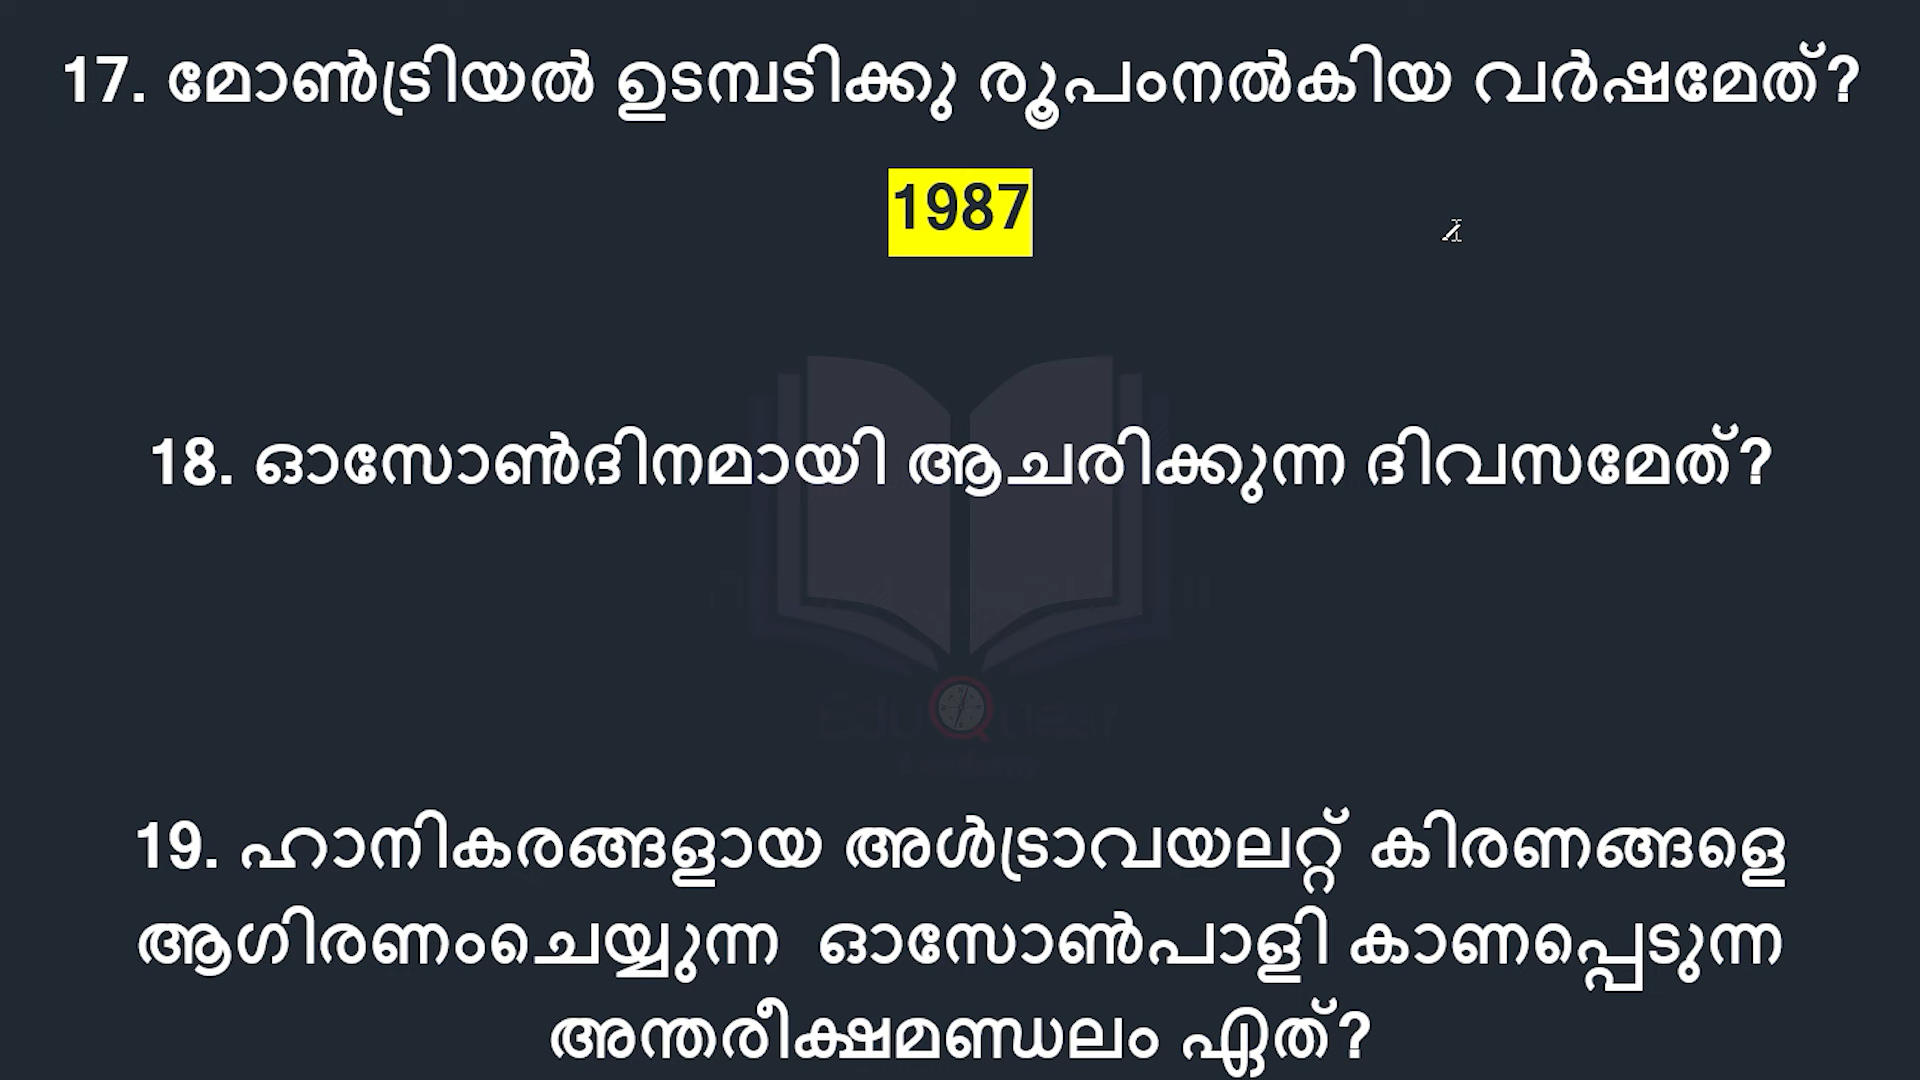 17. മോൺട്രിയൽ ഉടമ്പടിക്കു രൂപംനൽകിയ വർഷമേത്?
1987
18. ഓസോൺദിനമായി ആചരിക്കുന്ന ദിവസമേത്?
19. ഹാനികരങ്ങളായ അൾട്രാവയലറ്റ് കിരണങ്ങളെ
ആഗിരണംചെയ്യുന്ന ഓസോൺപാളി കാണപ്പെടുന്ന
അന്തരീക്ഷമണ്ഡലം ഏത്?